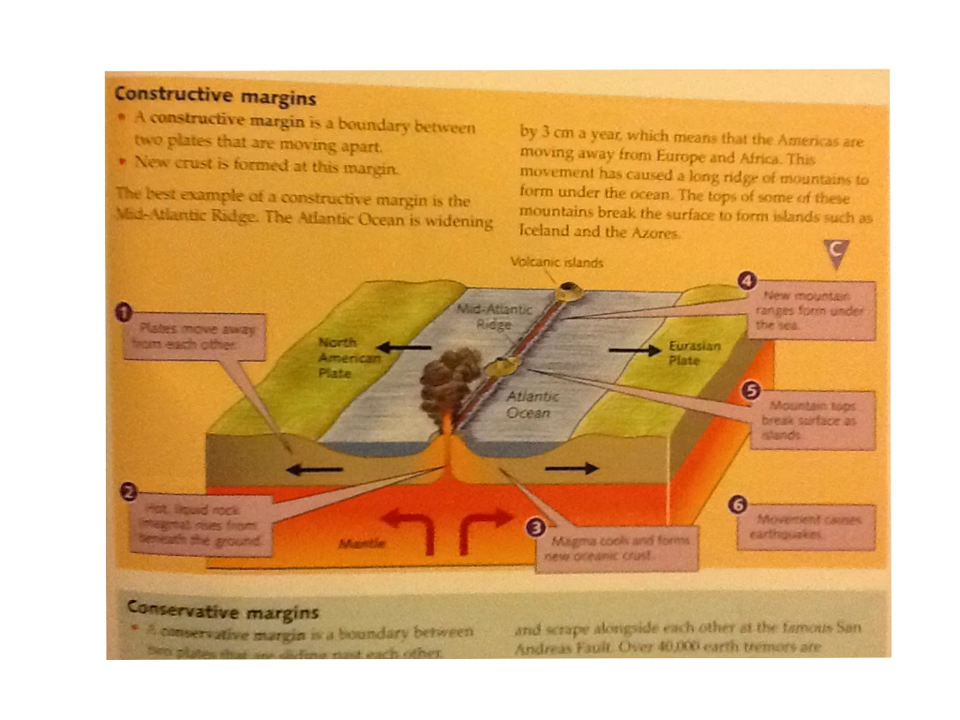 Constructive margins
• A constructive margin is a boundary between
two plates that are moving apart.
• New crust is formed at this margin.
The best example of a constructive margin is the
Mid-Atlantic Ridge. The Atlantic Ocean is widening
by 3 cm a year, which means that the Americas are
moving away from Europe and Africa. This
movement has caused a long ridge of mountains to
form under the ocean. The tops of some of these
mountains break the surface to form islands such as
Iceland and the Azores.
C
Volcanic islands
1
Plates move away
from each other.
North
American
Plate
Mid-Atlantic
Ridge
4
New mountain
ranges form under
the sea.
Eurasian
Plate
Atlantic
Ocean
5
Mountain tops
break surface as
islands.
2
Hot, liquid rock
(magma) rises from
beneath the ground.
Mantle
3
Magma cools and forms
new oceanic crust.
6
Movement causes
earthquakes.
Conservative margins
• A conservative margin is a boundary between
two plates that are sliding past each other.
and scrape alongside each other at the famous San
Andreas Fault. Over 40,000 earth tremors are